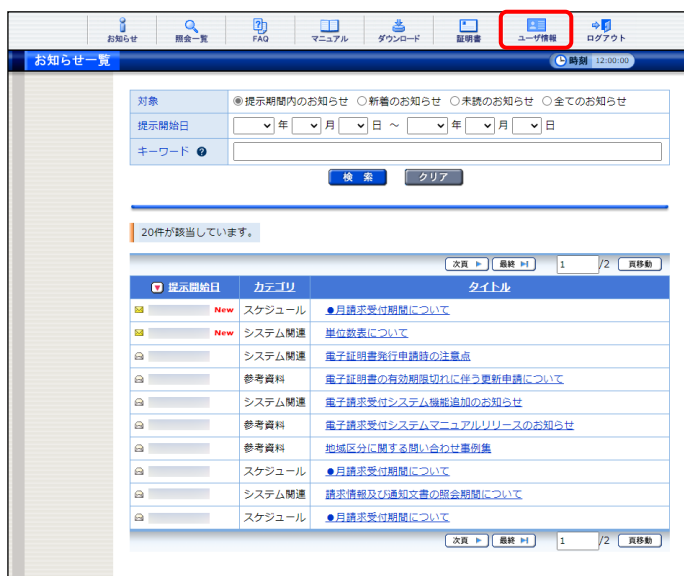 お知らせ 照会一覧 FAQ マニュアル ダウンロード 証明書 ユーザ情報 ログアウト
お知らせ一覧 時刻 12:00:00
対象 提示期間内のお知らせ 新着のお知らせ 未読のお知らせ 全てのお知らせ
提示開始日 年 月 日 ～ 年 月 日
キーワード ?
検 索 クリア
20件が該当しています。
次頁 最終 1 /2 頁移動
提示開始日 カテゴリ タイトル
New スケジュール ●月請求受付期間について
New システム関連 単位数表について
システム関連 電子証明書発行申請時の注意点
参考資料 電子証明書の有効期限切れに伴う更新申請について
システム関連 電子請求受付システム機能追加のお知らせ
参考資料 電子請求受付システムマニュアルリリースのお知らせ
参考資料 地域区分に関する問い合わせ事例集
スケジュール ●月請求受付期間について
システム関連 請求情報及び通知文書の照会期間について
スケジュール ●月請求受付期間について
次頁 最終 1 /2 頁移動